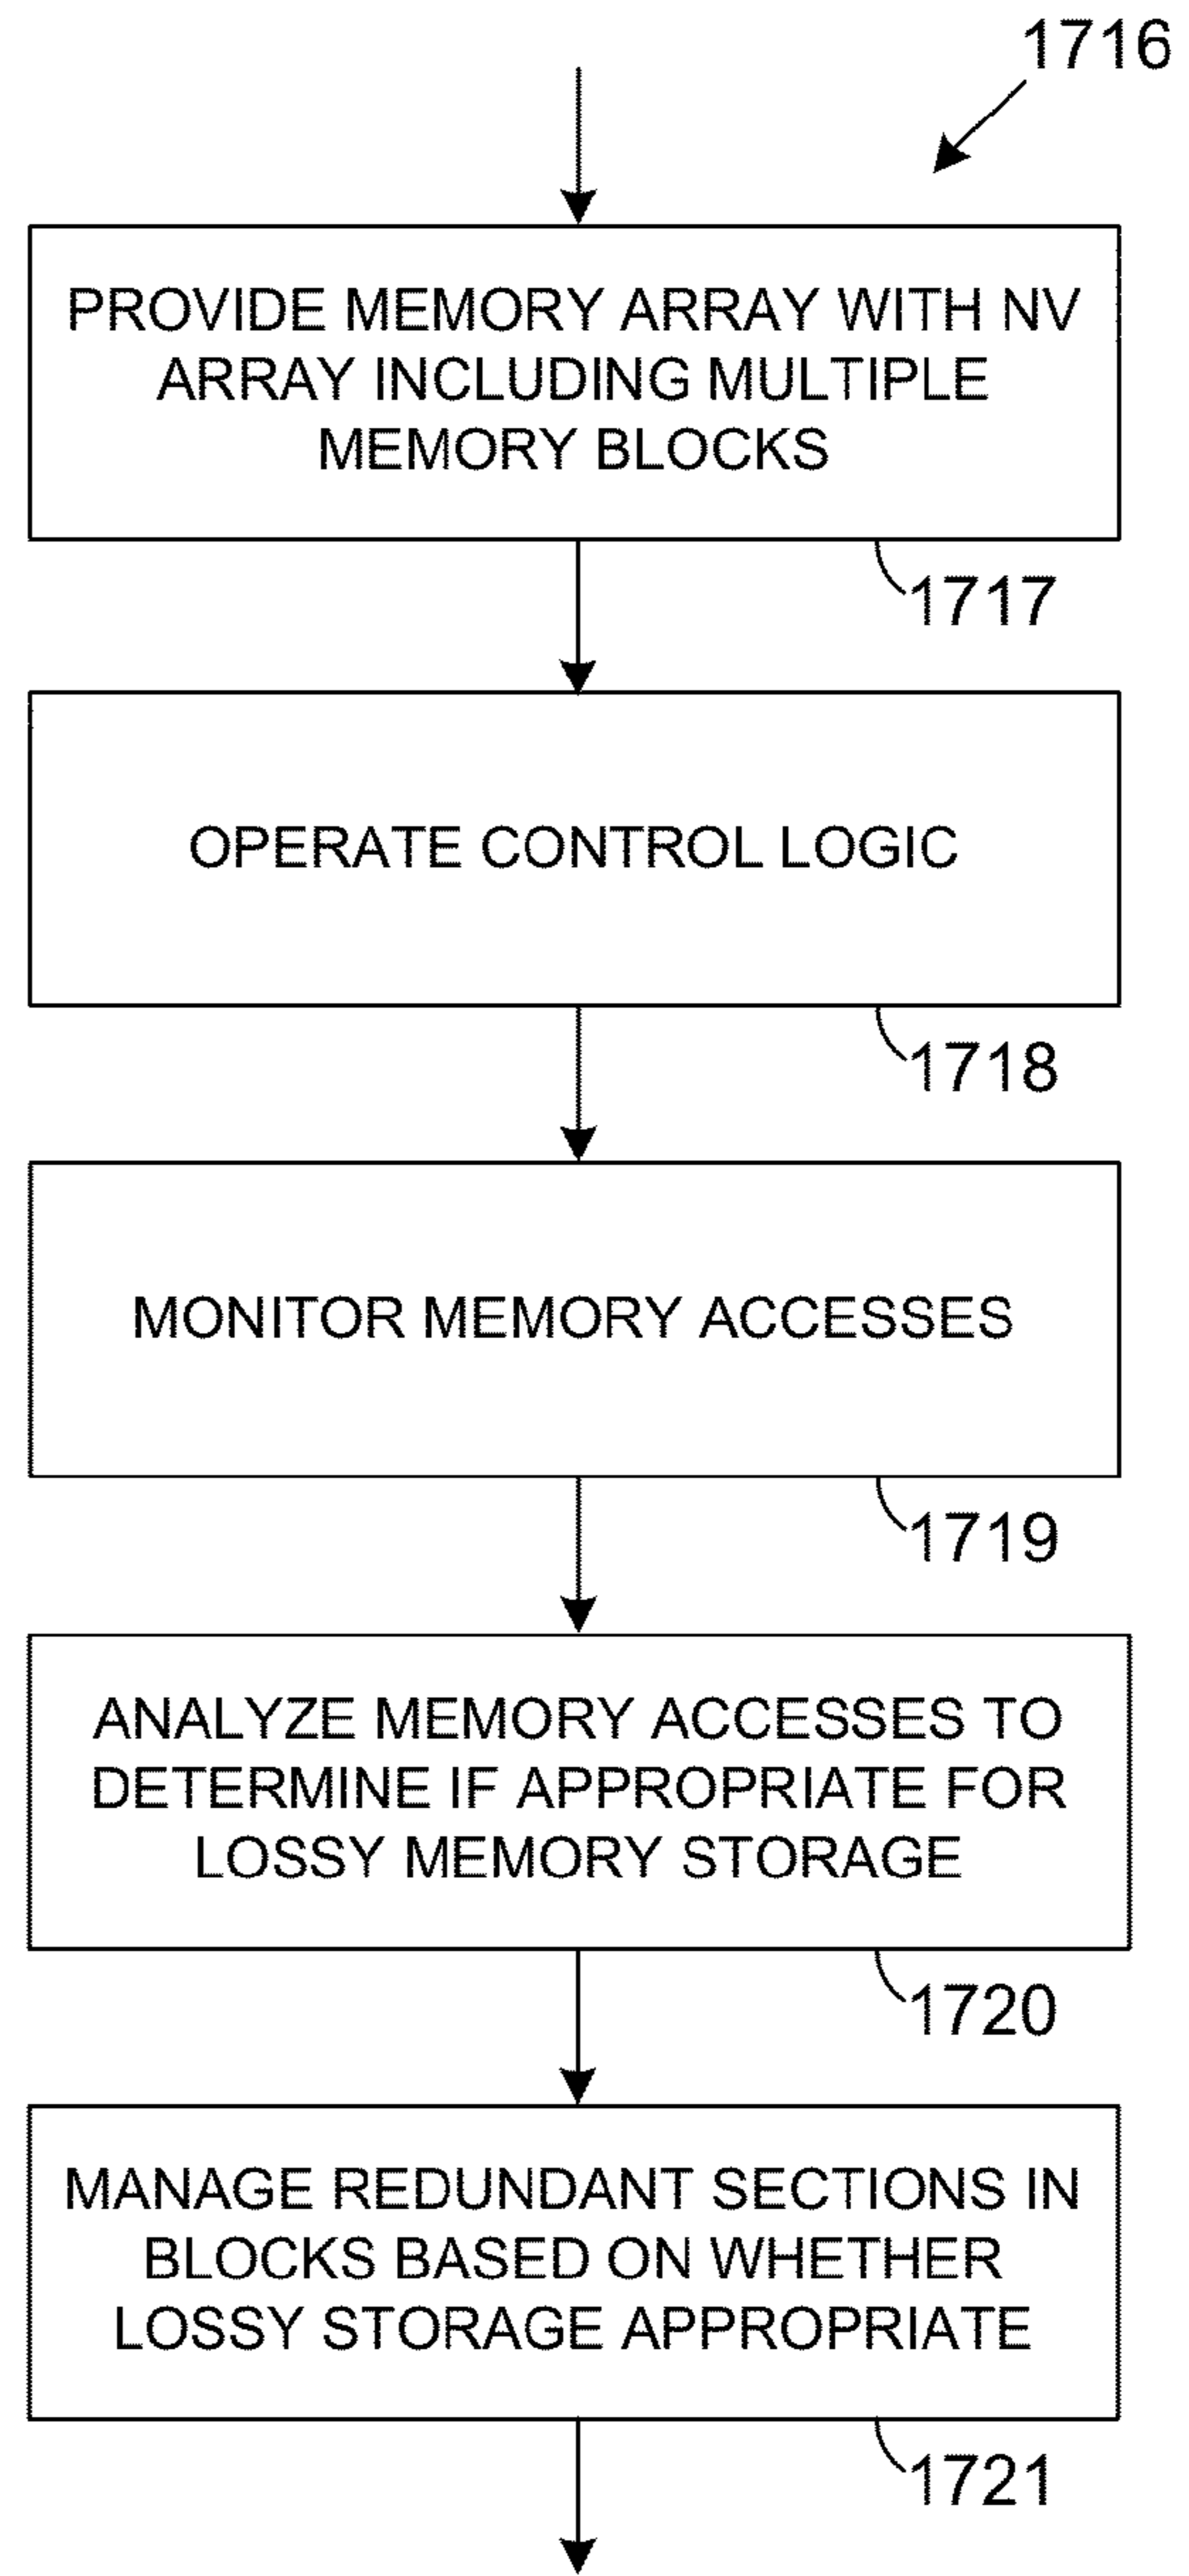 1716
PROVIDE MEMORY ARRAY WITH NV
ARRAY INCLUDING MULTIPLE
MEMORY BLOCKS
1717
OPERATE CONTROL LOGIC
1718
MONITOR MEMORY ACCESSES
1719
ANALYZE MEMORY ACCESSES TO
DETERMINE IF APPROPRIATE FOR
LOSSY MEMORY STORAGE
1720
MANAGE REDUNDANT SECTIONS IN
BLOCKS BASED ON WHETHER
LOSSY STORAGE APPROPRIATE
1721